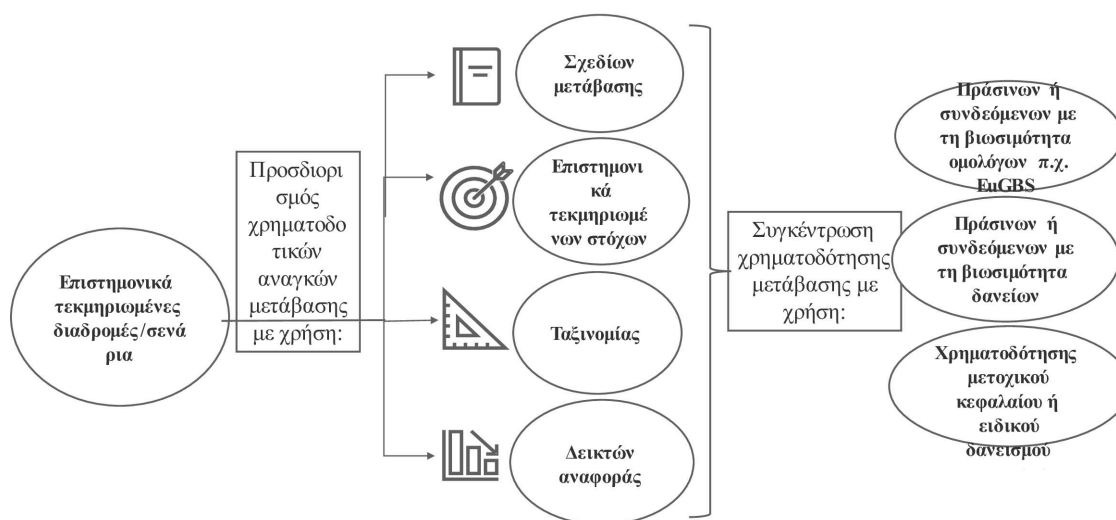 Επιστημονικά
τεκμηριωμένες
διαδρομές/σενά
ρια
Προσδιορι
σμός
χρηματοδο
τικών
αναγκών
μετάβασης
με χρήση:
Σχεδίων
μετάβασης
Επιστημονι
κά
τεκμηριωμέ
νων στόχων
Ταξινομίας
Δεικτών
αναφοράς
Συγκέντρωση
χρηματοδότησης
μετάβασης με
χρήση:
Πράσινων ή
συνδεόμενων με
τη βιωσιμότητα
ομολόγων π.χ.
EuGBS
Πράσινων ή
συνδεόμενων με
τη βιωσιμότητα
δανείων
Χρηματοδότησης
μετοχικού
κεφαλαίου ή
ειδικού
δανεισμού